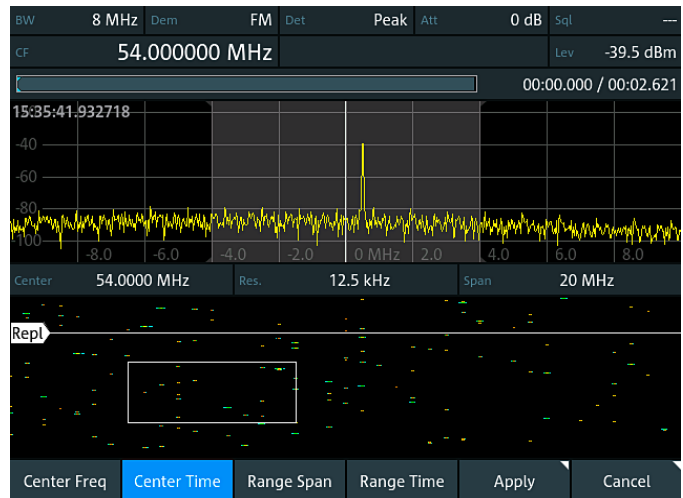 BW 8 MHz Dem FM Det Peak Att 0 dB Sql ---
CF 54.000000 MHz Lev -39.5 dBm
00:00.000 / 00:02.621
15:35:41.932718
-40
-60
-80
-100
-8.0 -6.0 -4.0 -2.0 0 MHz 2.0 4.0 6.0 8.0
Center 54.0000 MHz Res. 12.5 kHz Span 20 MHz
Repl
Center Freq Center Time Range Span Range Time Apply Cancel